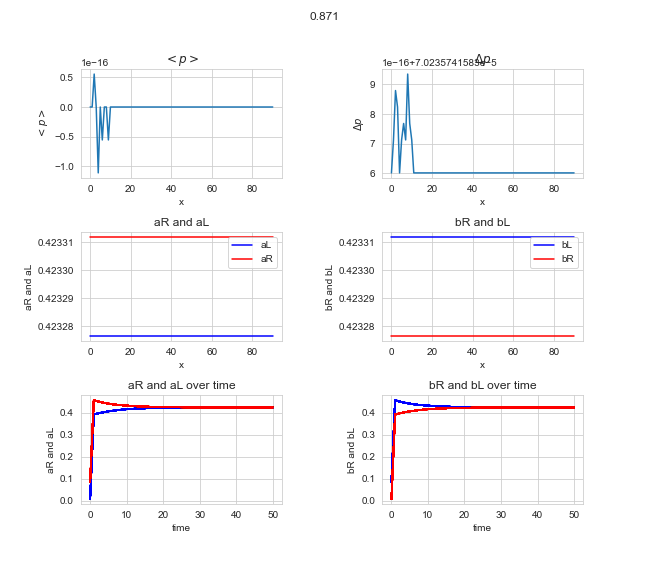 0.871
<p>
Δp
1e−16
1e−16+7.023574158
e−5
0.5
0.0
−0.5
−1.0
<p>
0 20 40 60 80
x
9
8
7
6
Δp
0 20 40 60 80
x
aR and aL
bR and bL
0.42331
0.42330
0.42329
0.42328
aR and aL
aL
aR
0 20 40 60 80
x
0.42331
0.42330
0.42329
0.42328
bR and bL
bL
bR
0 20 40 60 80
x
aR and aL over time
bR and bL over time
0.4
0.3
0.2
0.1
0.0
aR and aL
0 10 20 30 40 50
time
0.4
0.3
0.2
0.1
0.0
bR and bL
0 10 20 30 40 50
time